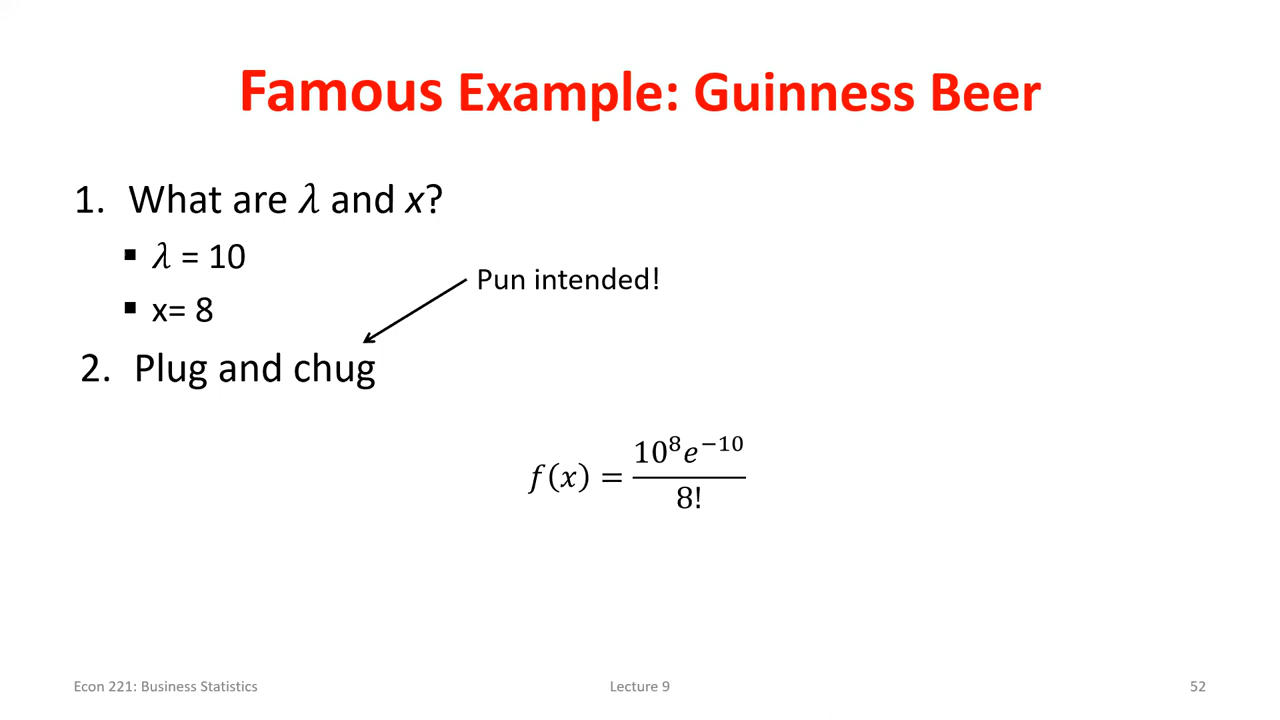 Famous Example: Guinness Beer
1. What are λ and x?
▪ λ = 10
Pun intended!
▪ x= 8
2. Plug and chug
f(x) = 10⁸e⁻¹⁰ / 8!
Econ 221: Business Statistics Lecture 9 52